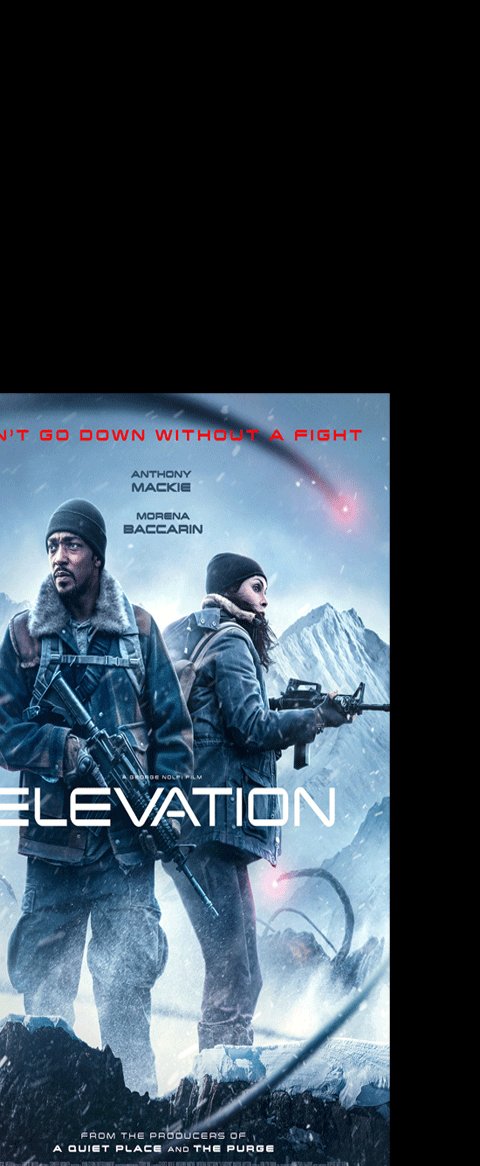 N'T GO DOWN WITHOUT A FIGHT
ANTHONY
MACKIE
MORENA
BACCARIN
A GEORGE NOLFI FILM
ELEVATION
FROM THE PRODUCERS OF
A QUIET PLACE AND THE PURGE